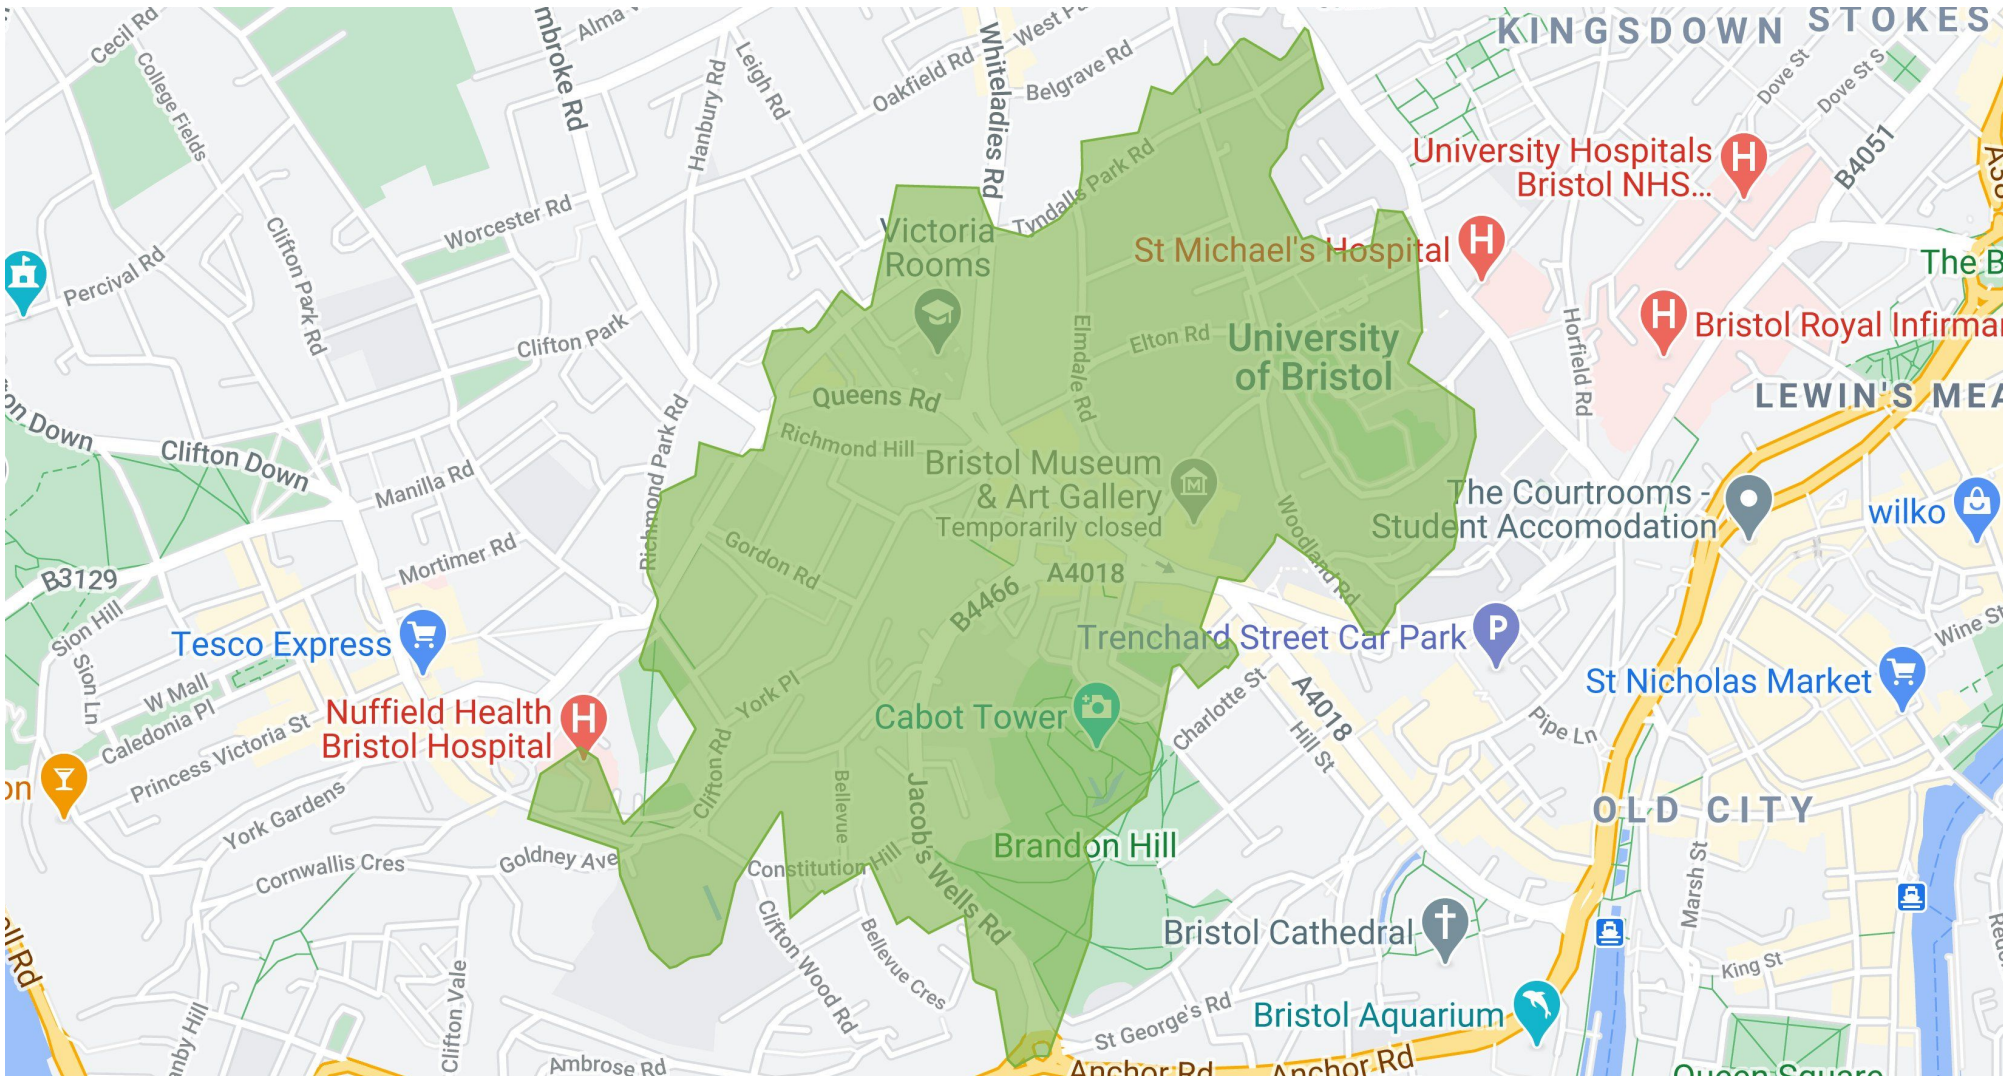 Cecil Rd
College Fields
mbroke Rd
Alma V
Leigh Rd
Hanbury Rd
Whiteladies Rd
West Pa
Oakfield Rd
Belgrave Rd
KINGSDOWN
STOKES
Dove St
Dove St S
B4051
University Hospitals
Bristol NHS...
Tyndalls Park Rd
Worcester Rd
Clifton Park Rd
Percival Rd
Victoria
Rooms
St Michael's Hospital
The B
Clifton Park
Elmdale Rd
Elton Rd
University
of Bristol
Horfield Rd
Bristol Royal Infirmar
LEWIN'S MEA
on Down
Clifton Down
Manilla Rd
Richmond Park Rd
Queens Rd
Richmond Hill
Bristol Museum
& Art Gallery
Temporarily closed
Woodland Rd
The Courtrooms -
Student Accomodation
wilko
B3129
Mortimer Rd
Gordon Rd
B4466
A4018
Sion Hill
Sion Ln
Tesco Express
Trenchard Street Car Park
Wine St
W Mall
Caledonia Pl
Princess Victoria St
Nuffield Health
Bristol Hospital
York Pl
Clifton Rd
Cabot Tower
Charlotte St
A4018
Hill St
Pipe Ln
St Nicholas Market
on
York Gardens
Cornwallis Cres
Goldney Ave
Bellevue
Constitution Hill
Jacob's Wells Rd
Brandon Hill
OLD CITY
Marsh St
Clifton Wood Rd
Bellevue Cres
Bristol Cathedral
King St
ell Rd
anby Hill
Clifton Vale
Ambrose Rd
St George's Rd
Bristol Aquarium
Anchor Rd
Anchor Rd
Queen Square